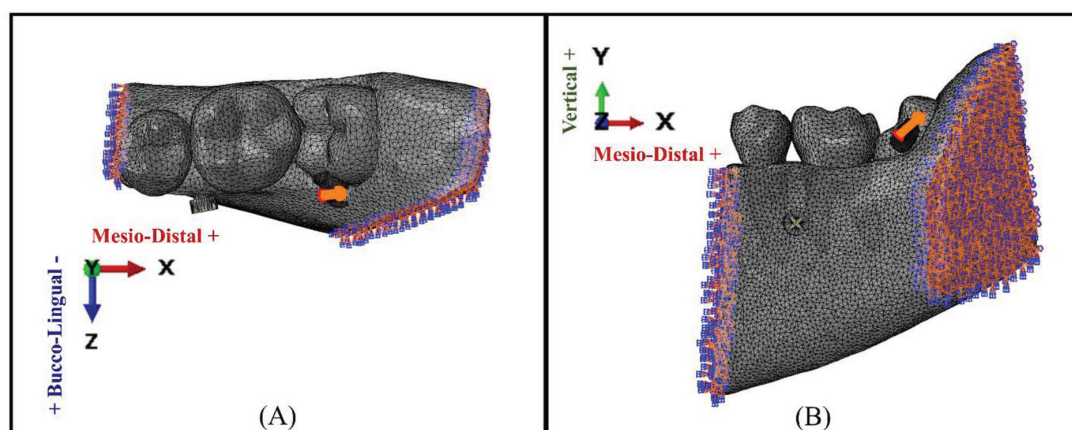 Mesio-Distal +
Y X
Z
+ Bucco-Lingual -
(A)
Vertical +
Y
Z X
Mesio-Distal +
(B)